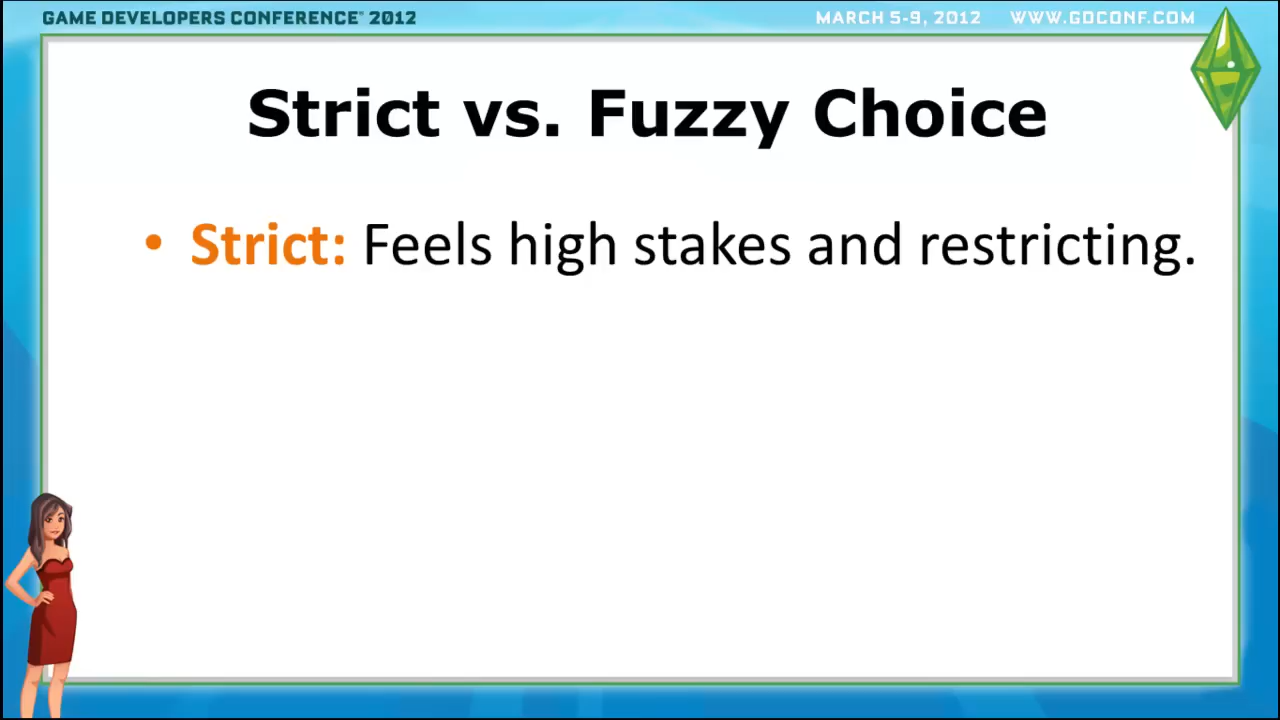 GAME DEVELOPERS CONFERENCE® 2012
MARCH 5-9, 2012 WWW.GDCONF.COM
Strict vs. Fuzzy Choice
• Strict: Feels high stakes and restricting.